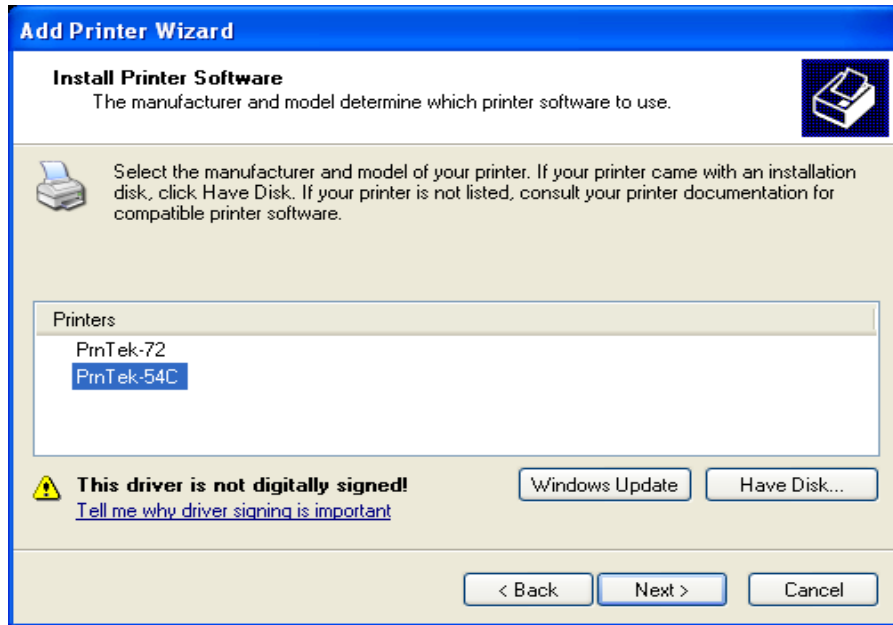 Add Printer Wizard
Install Printer Software
The manufacturer and model determine which printer software to use.
Select the manufacturer and model of your printer. If your printer came with an installation
disk, click Have Disk. If your printer is not listed, consult your printer documentation for
compatible printer software.
Printers
PrnTek-72
PrnTek-54C
This driver is not digitally signed!
Tell me why driver signing is important
Windows Update
Have Disk...
< Back
Next >
Cancel